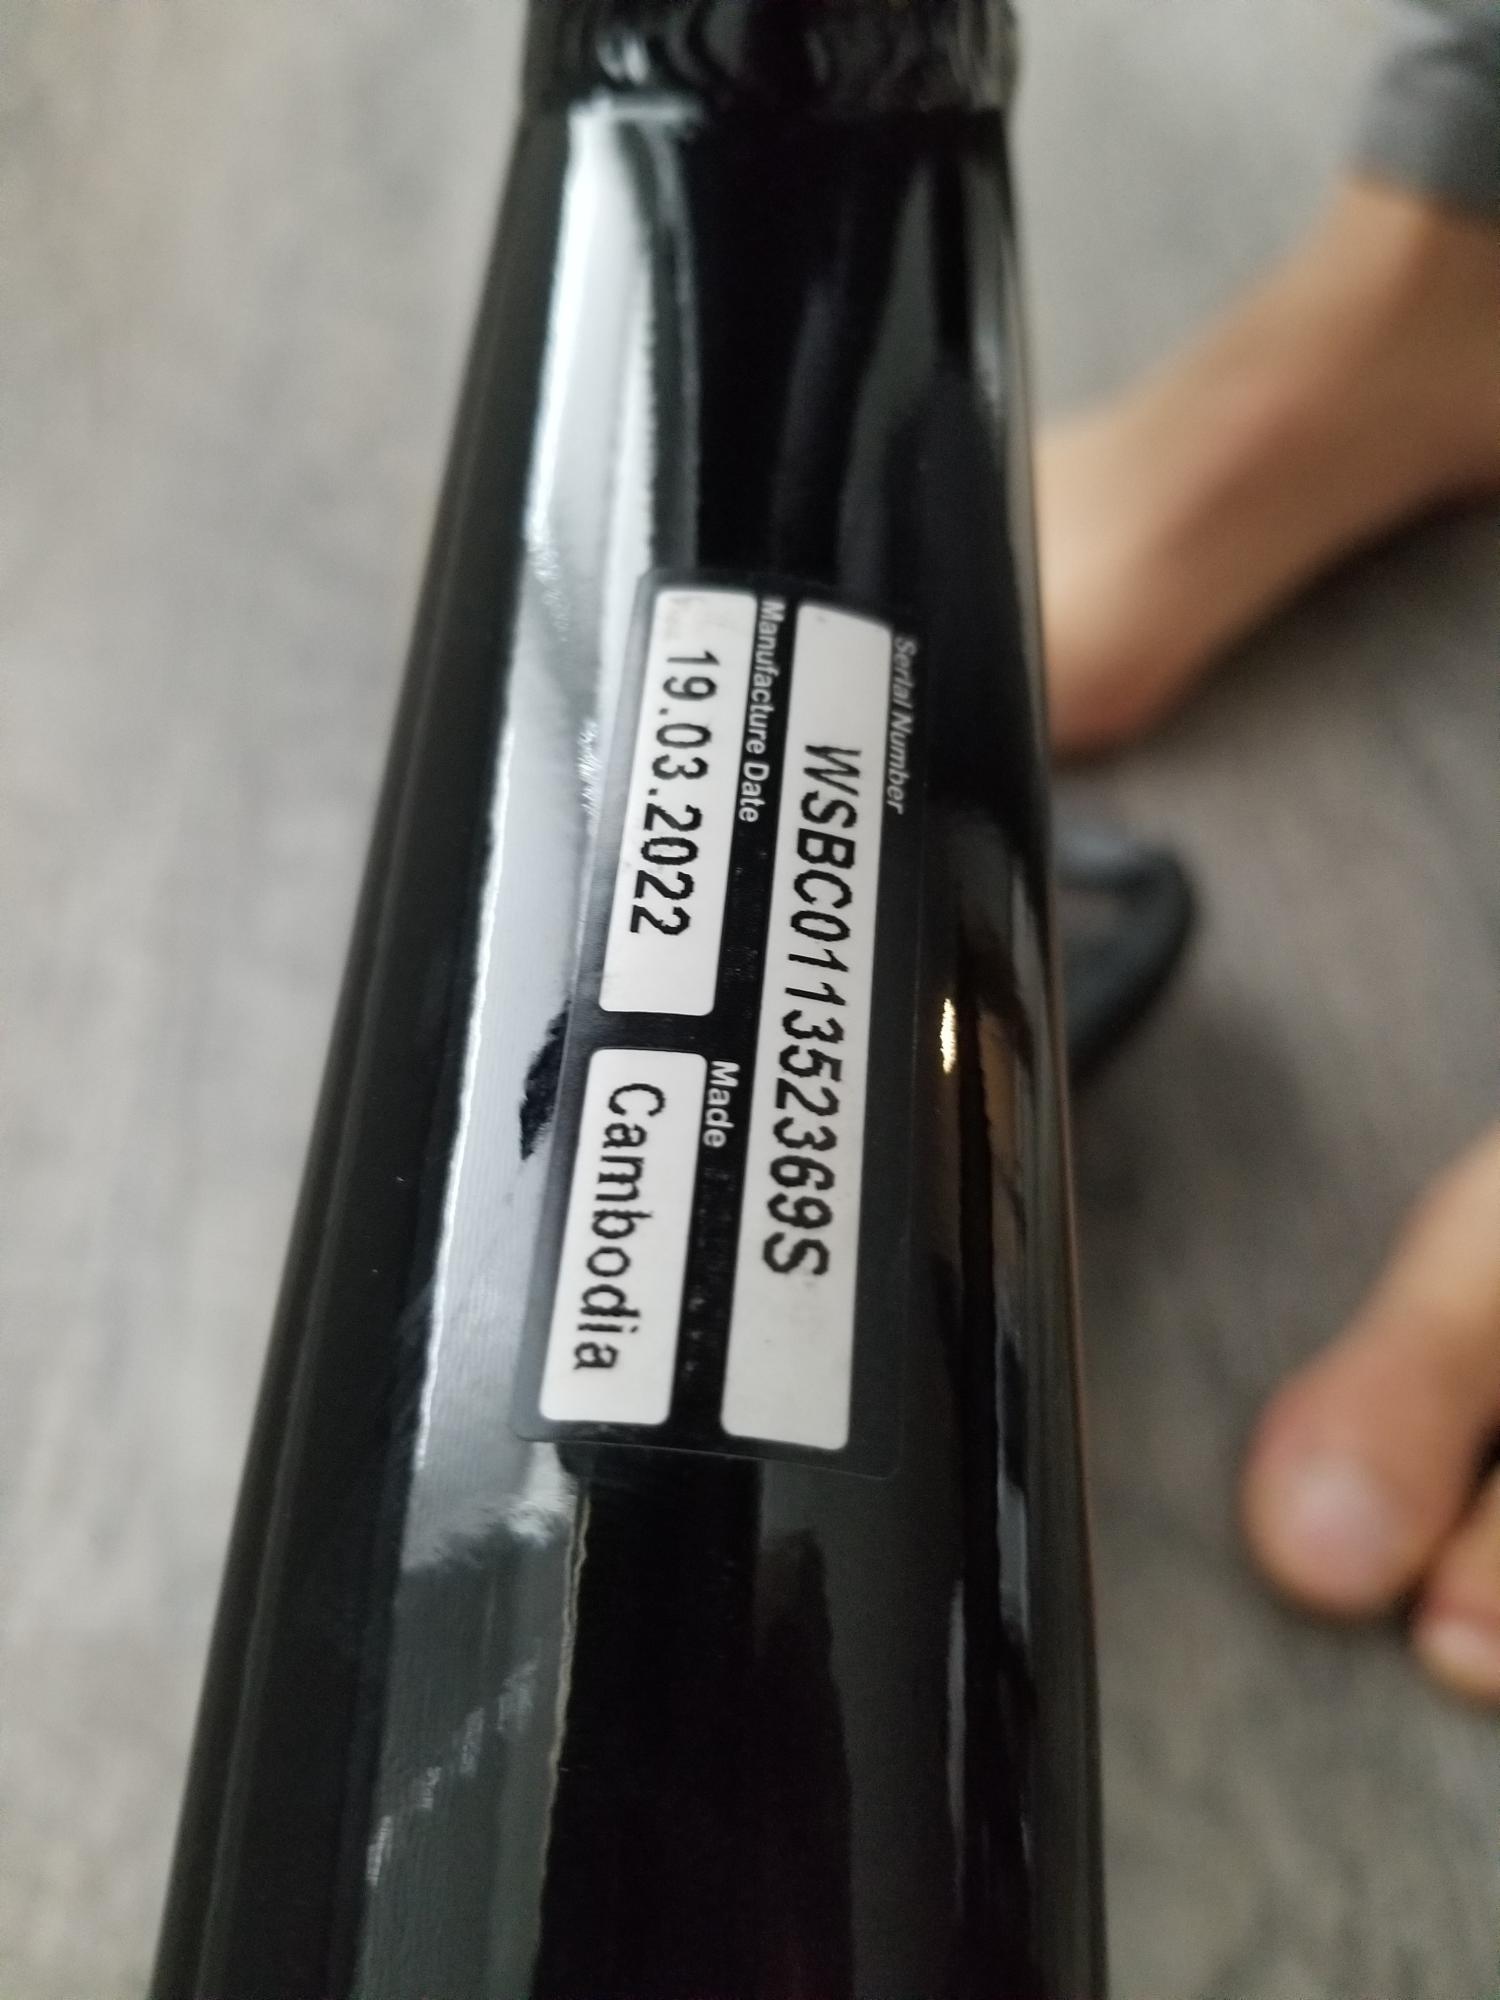 Serial Number
WSBC011352369S
Manufacture Date
19.03.2022
Made
Cambodia